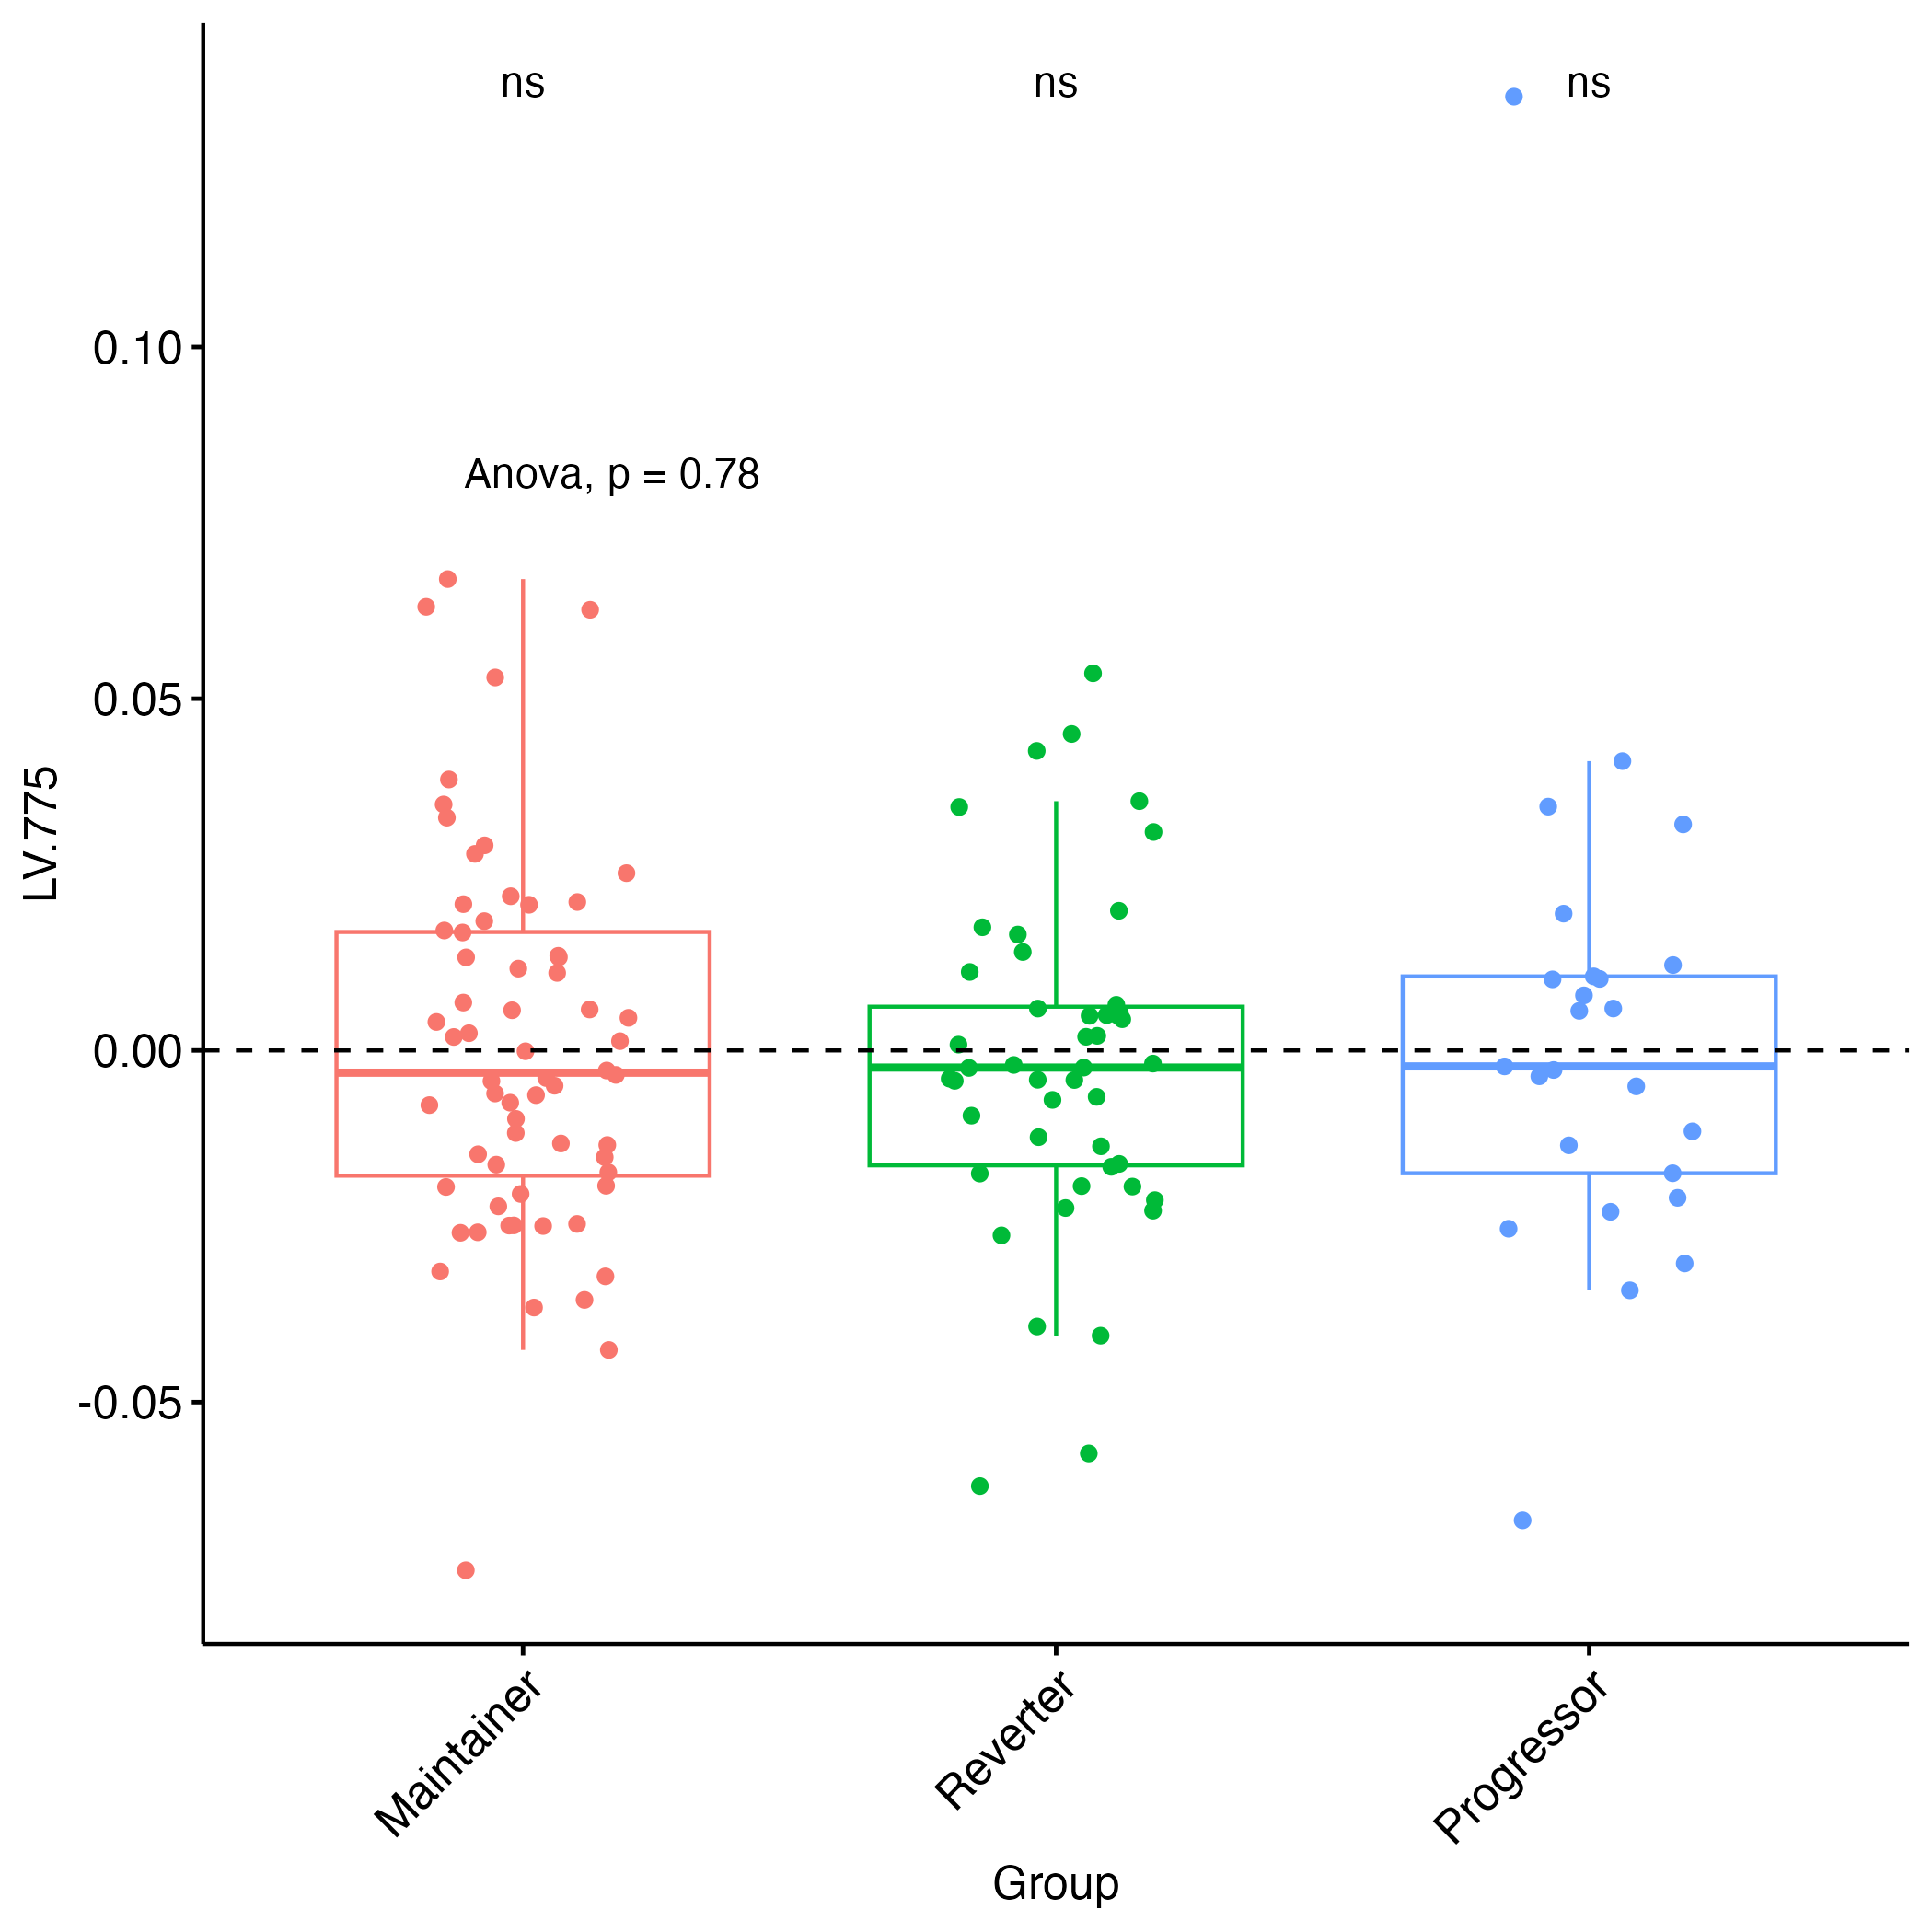 ns ns ns
0.10
Anova, p = 0.78
0.05
LV.775
0.00
-0.05
Maintainer Reverter Progressor
Group